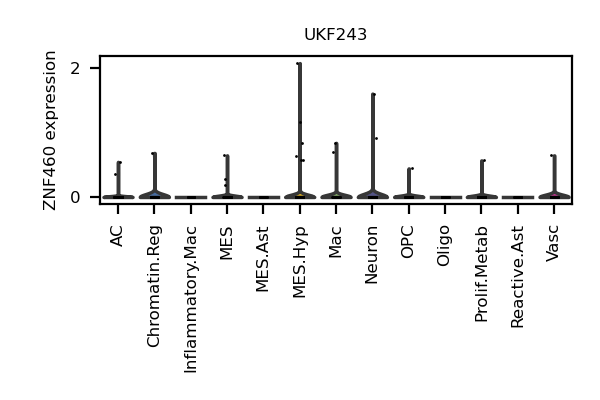 UKF243
ZNF460 expression
2
0
AC
Chromatin.Reg
Inflammatory.Mac
MES
MES.Ast
MES.Hyp
Mac
Neuron
OPC
Oligo
Prolif.Metab
Reactive.Ast
Vasc